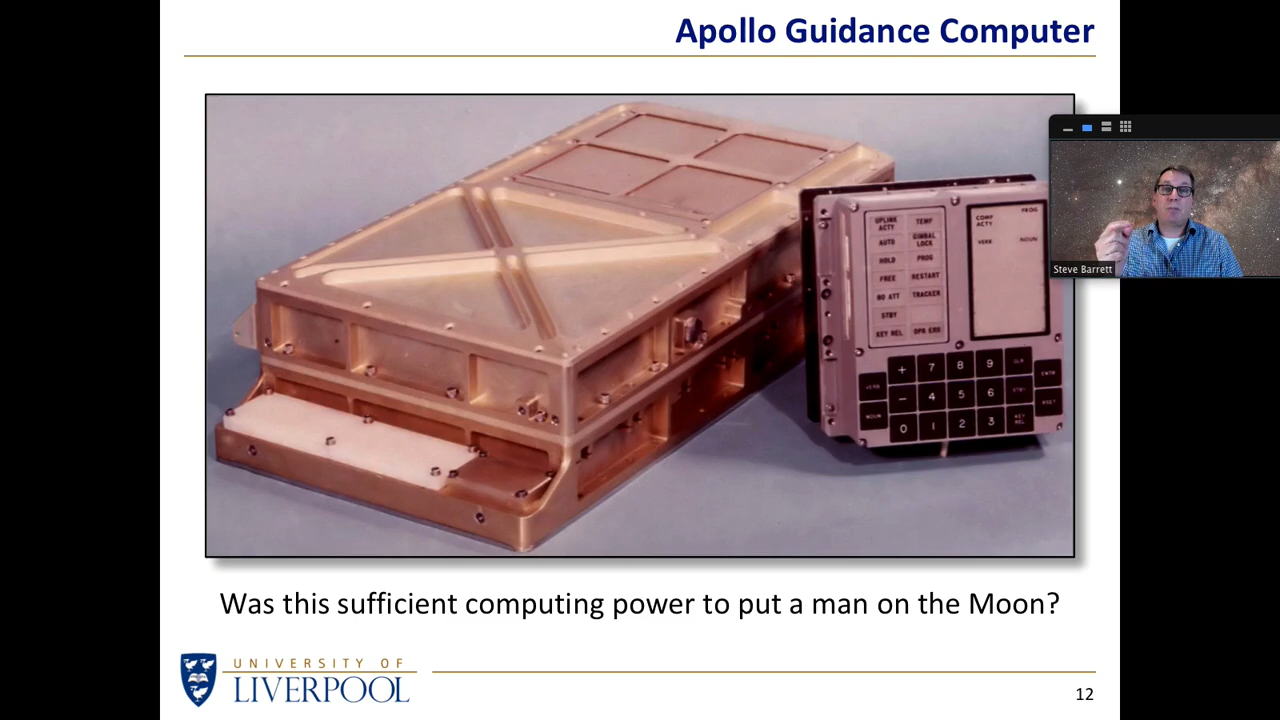 Apollo Guidance Computer
UPLINK
ACTY
TEMP
AUTO
GIMBAL
LOCK
HOLD
PROG
FREE
RESTART
NO ATT
TRACKER
STBY
KEY REL
OPR ERR
COMP
ACTY
PROG
VERB
NOUN
VERB
NOUN
+
7
8
9
CLR
ENTR
-
4
5
6
STBY
RSET
0
1
2
3
KEY
REL
Steve Barrett
Was this sufficient computing power to put a man on the Moon?
UNIVERSITY OF
LIVERPOOL
12